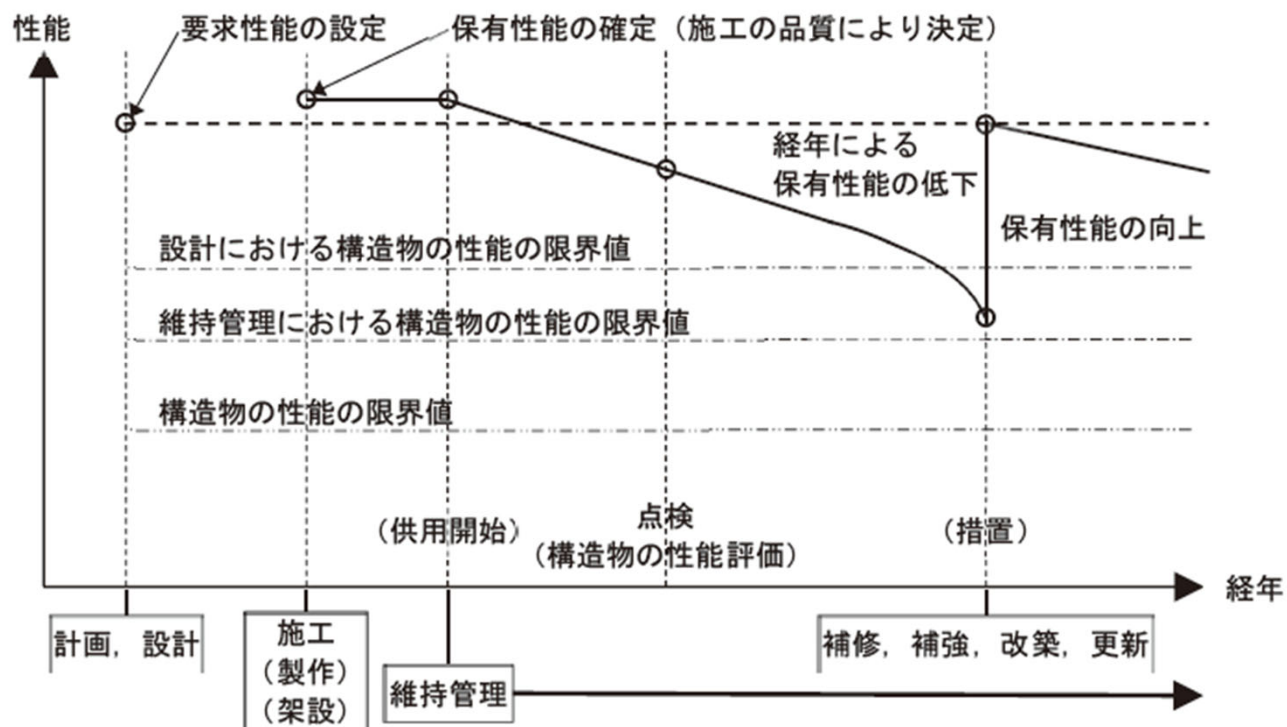 性能
要求性能の設定
保有性能の確定（施工の品質により決定）
経年による
保有性能の低下
保有性能の向上
設計における構造物の性能の限界値
維持管理における構造物の性能の限界値
構造物の性能の限界値
（供用開始）
点検
（構造物の性能評価）
（措置）
経年
計画，設計
施工
（製作）
（架設）
維持管理
補修，補強，改築，更新